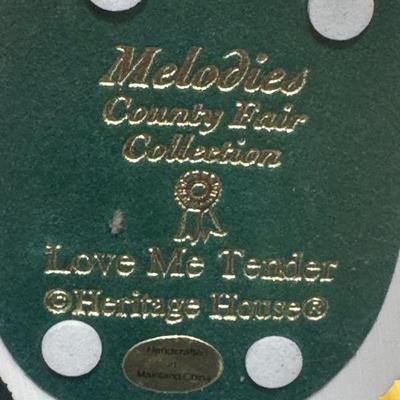 Melodies
County Fair
Collection
Love Me Tender
©Heritage House®
Handcrafted
in
Mainland China